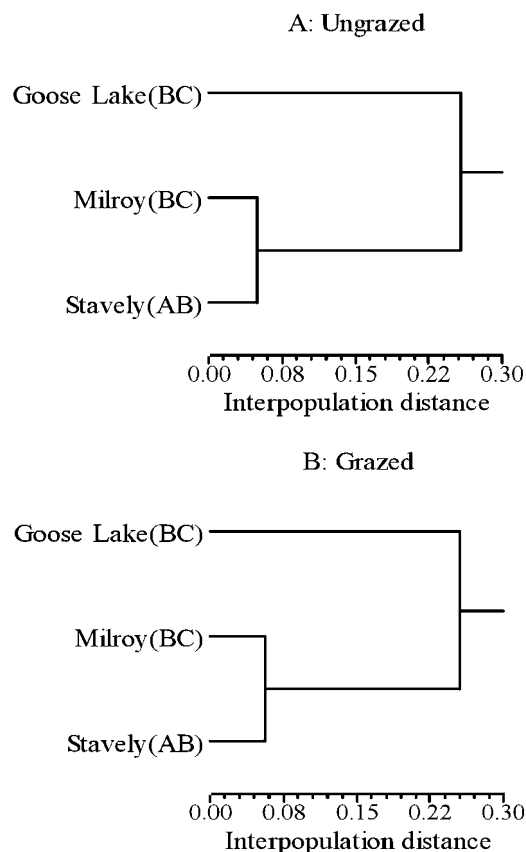 A: Ungrazed
Goose Lake(BC)
Milroy(BC)
Stavely(AB)
0.00 0.08 0.15 0.22 0.30
Interpopulation distance
B: Grazed
Goose Lake(BC)
Milroy(BC)
Stavely(AB)
0.00 0.08 0.15 0.22 0.30
Interpopulation distance